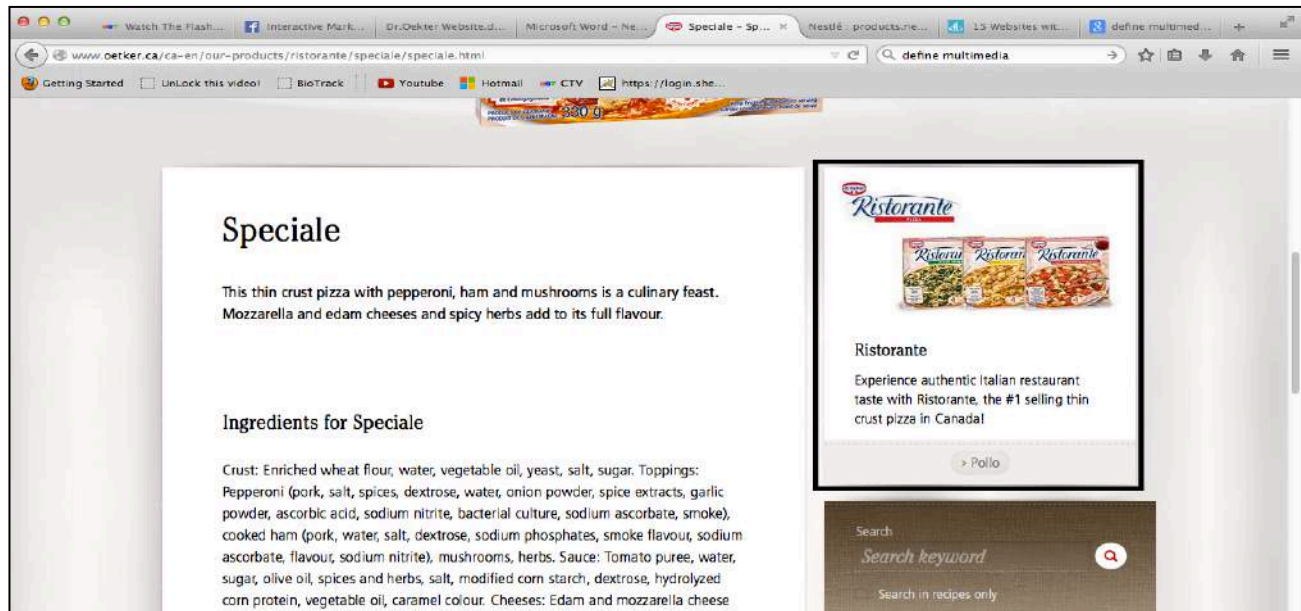 Watch The Flash... Interactive Mark... Dr.Oekter Website.d... Microsoft Word - Ne... Speciale - Sp... Nestlé : products.ne... 15 Websites wit... define multimed...
www.oetker.ca/ca-en/our-products/ristorante/speciale/speciale.html define multimedia
Getting Started UnLock this video! BioTrack Youtube Hotmail CTV https://login.she...
330 g
Speciale
This thin crust pizza with pepperoni, ham and mushrooms is a culinary feast.
Mozzarella and edam cheeses and spicy herbs add to its full flavour.
Ingredients for Speciale
Crust: Enriched wheat flour, water, vegetable oil, yeast, salt, sugar. Toppings:
Pepperoni (pork, salt, spices, dextrose, water, onion powder, spice extracts, garlic
powder, ascorbic acid, sodium nitrite, bacterial culture, sodium ascorbate, smoke),
cooked ham (pork, water, salt, dextrose, sodium phosphates, smoke flavour, sodium
ascorbate, flavour, sodium nitrite), mushrooms, herbs. Sauce: Tomato puree, water,
sugar, olive oil, spices and herbs, salt, modified corn starch, dextrose, hydrolyzed
corn protein, vegetable oil, caramel colour. Cheeses: Edam and mozzarella cheese
Ristorante
PIZZA
Ristorante
Experience authentic Italian restaurant
taste with Ristorante, the #1 selling thin
crust pizza in Canada!
› Pollo
Search
Search keyword
Search in recipes only